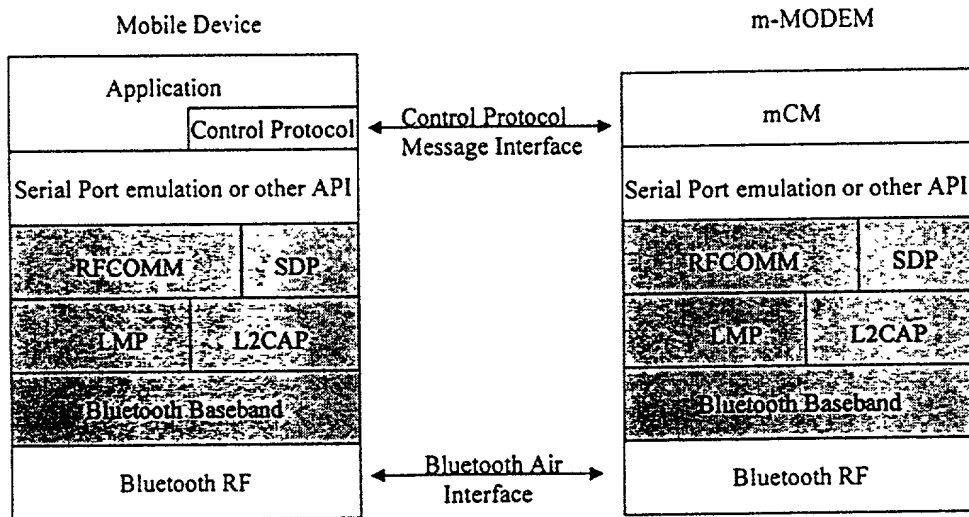 Mobile Device
m-MODEM
Application
Control Protocol
Control Protocol
Message Interface
mCM
Serial Port emulation or other API
Serial Port emulation or other API
RFCOMM
SDP
RFCOMM
SDP
LMP
L2CAP
LMP
L2CAP
Bluetooth Baseband
Bluetooth Baseband
Bluetooth RF
Bluetooth Air
Interface
Bluetooth RF